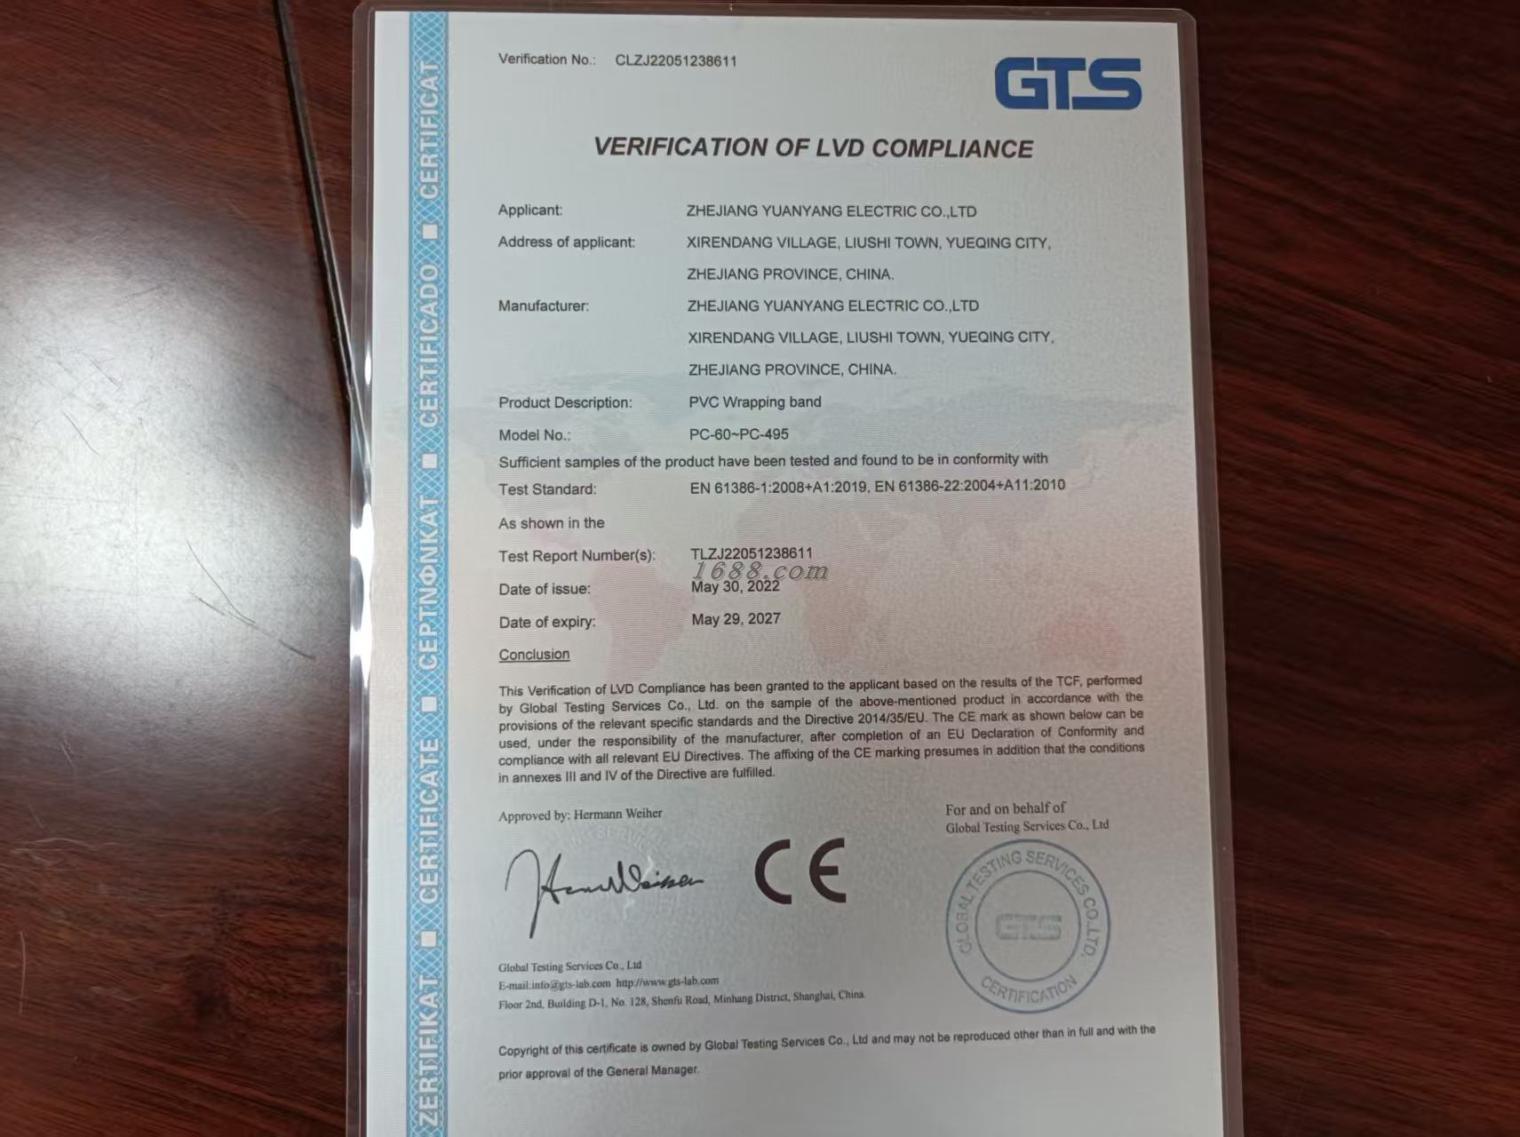 Verification No.: CLZJ22051238611
GTS
VERIFICATION OF LVD COMPLIANCE
Applicant: ZHEJIANG YUANYANG ELECTRIC CO.,LTD
Address of applicant: XIRENDANG VILLAGE, LIUSHI TOWN, YUEQING CITY,
ZHEJIANG PROVINCE, CHINA.
Manufacturer: ZHEJIANG YUANYANG ELECTRIC CO.,LTD
XIRENDANG VILLAGE, LIUSHI TOWN, YUEQING CITY,
ZHEJIANG PROVINCE, CHINA.
Product Description: PVC Wrapping band
Model No.: PC-60~PC-495
Sufficient samples of the product have been tested and found to be in conformity with
Test Standard: EN 61386-1:2008+A1:2019, EN 61386-22:2004+A11:2010
As shown in the
Test Report Number(s): TLZJ22051238611
1688.com
Date of issue: May 30, 2022
Date of expiry: May 29, 2027
Conclusion
This Verification of LVD Compliance has been granted to the applicant based on the results of the TCF, performed
by Global Testing Services Co., Ltd. on the sample of the above-mentioned product in accordance with the
provisions of the relevant specific standards and the Directive 2014/35/EU. The CE mark as shown below can be
used, under the responsibility of the manufacturer, after completion of an EU Declaration of Conformity and
compliance with all relevant EU Directives. The affixing of the CE marking presumes in addition that the conditions
in annexes III and IV of the Directive are fulfilled.
Approved by: Hermann Weiher
For and on behalf of
Global Testing Services Co., Ltd
CE
GLOBAL TESTING SERVICES CO.,LTD.
GTS
CERTIFICATION
Global Testing Services Co., Ltd
E-mail:info@gts-lab.com http://www.gts-lab.com
Floor 2nd, Building D-1, No. 128, Shenfu Road, Minhang District, Shanghai, China.
Copyright of this certificate is owned by Global Testing Services Co., Ltd and may not be reproduced other than in full and with the
prior approval of the General Manager.
ZERTIFIKAT ■ CERTIFICATE ■ CEPTNФNKAT ■ CERTIFICADO ■ CERTIFICAT